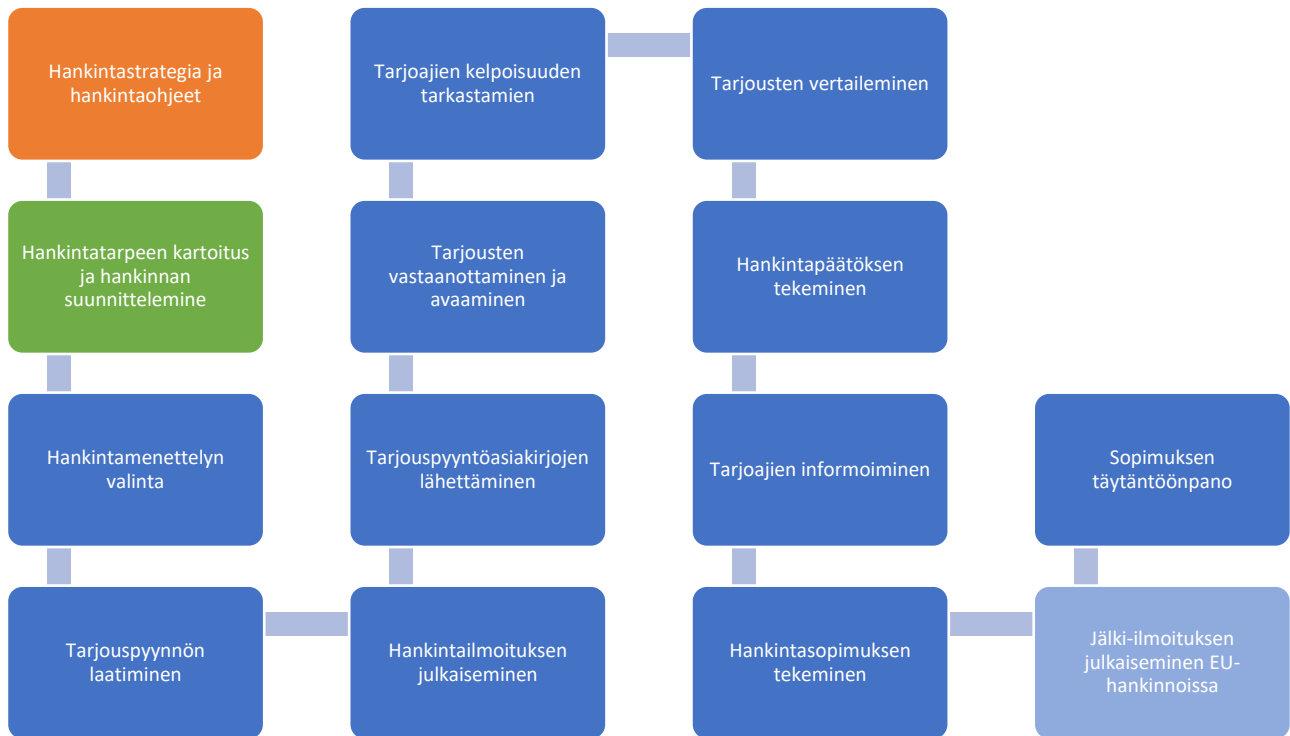 Hankintastrategia ja
hankintaohjeet
Hankintatarpeen kartoitus
ja hankinnan
suunnittelemine
Hankintamenettelyn
valinta
Tarjouspyynnön
laatiminen
Hankintailmoituksen
julkaiseminen
Tarjouspyyntöasiakirjojen
lähettäminen
Tarjousten
vastaanottaminen ja
avaaminen
Tarjoajien kelpoisuuden
tarkastamien
Tarjousten vertaileminen
Hankintapäätöksen
tekeminen
Tarjoajien informoiminen
Hankintasopimuksen
tekeminen
Jälki-ilmoituksen
julkaiseminen EU-
hankinnoissa
Sopimuksen
täytäntöönpano